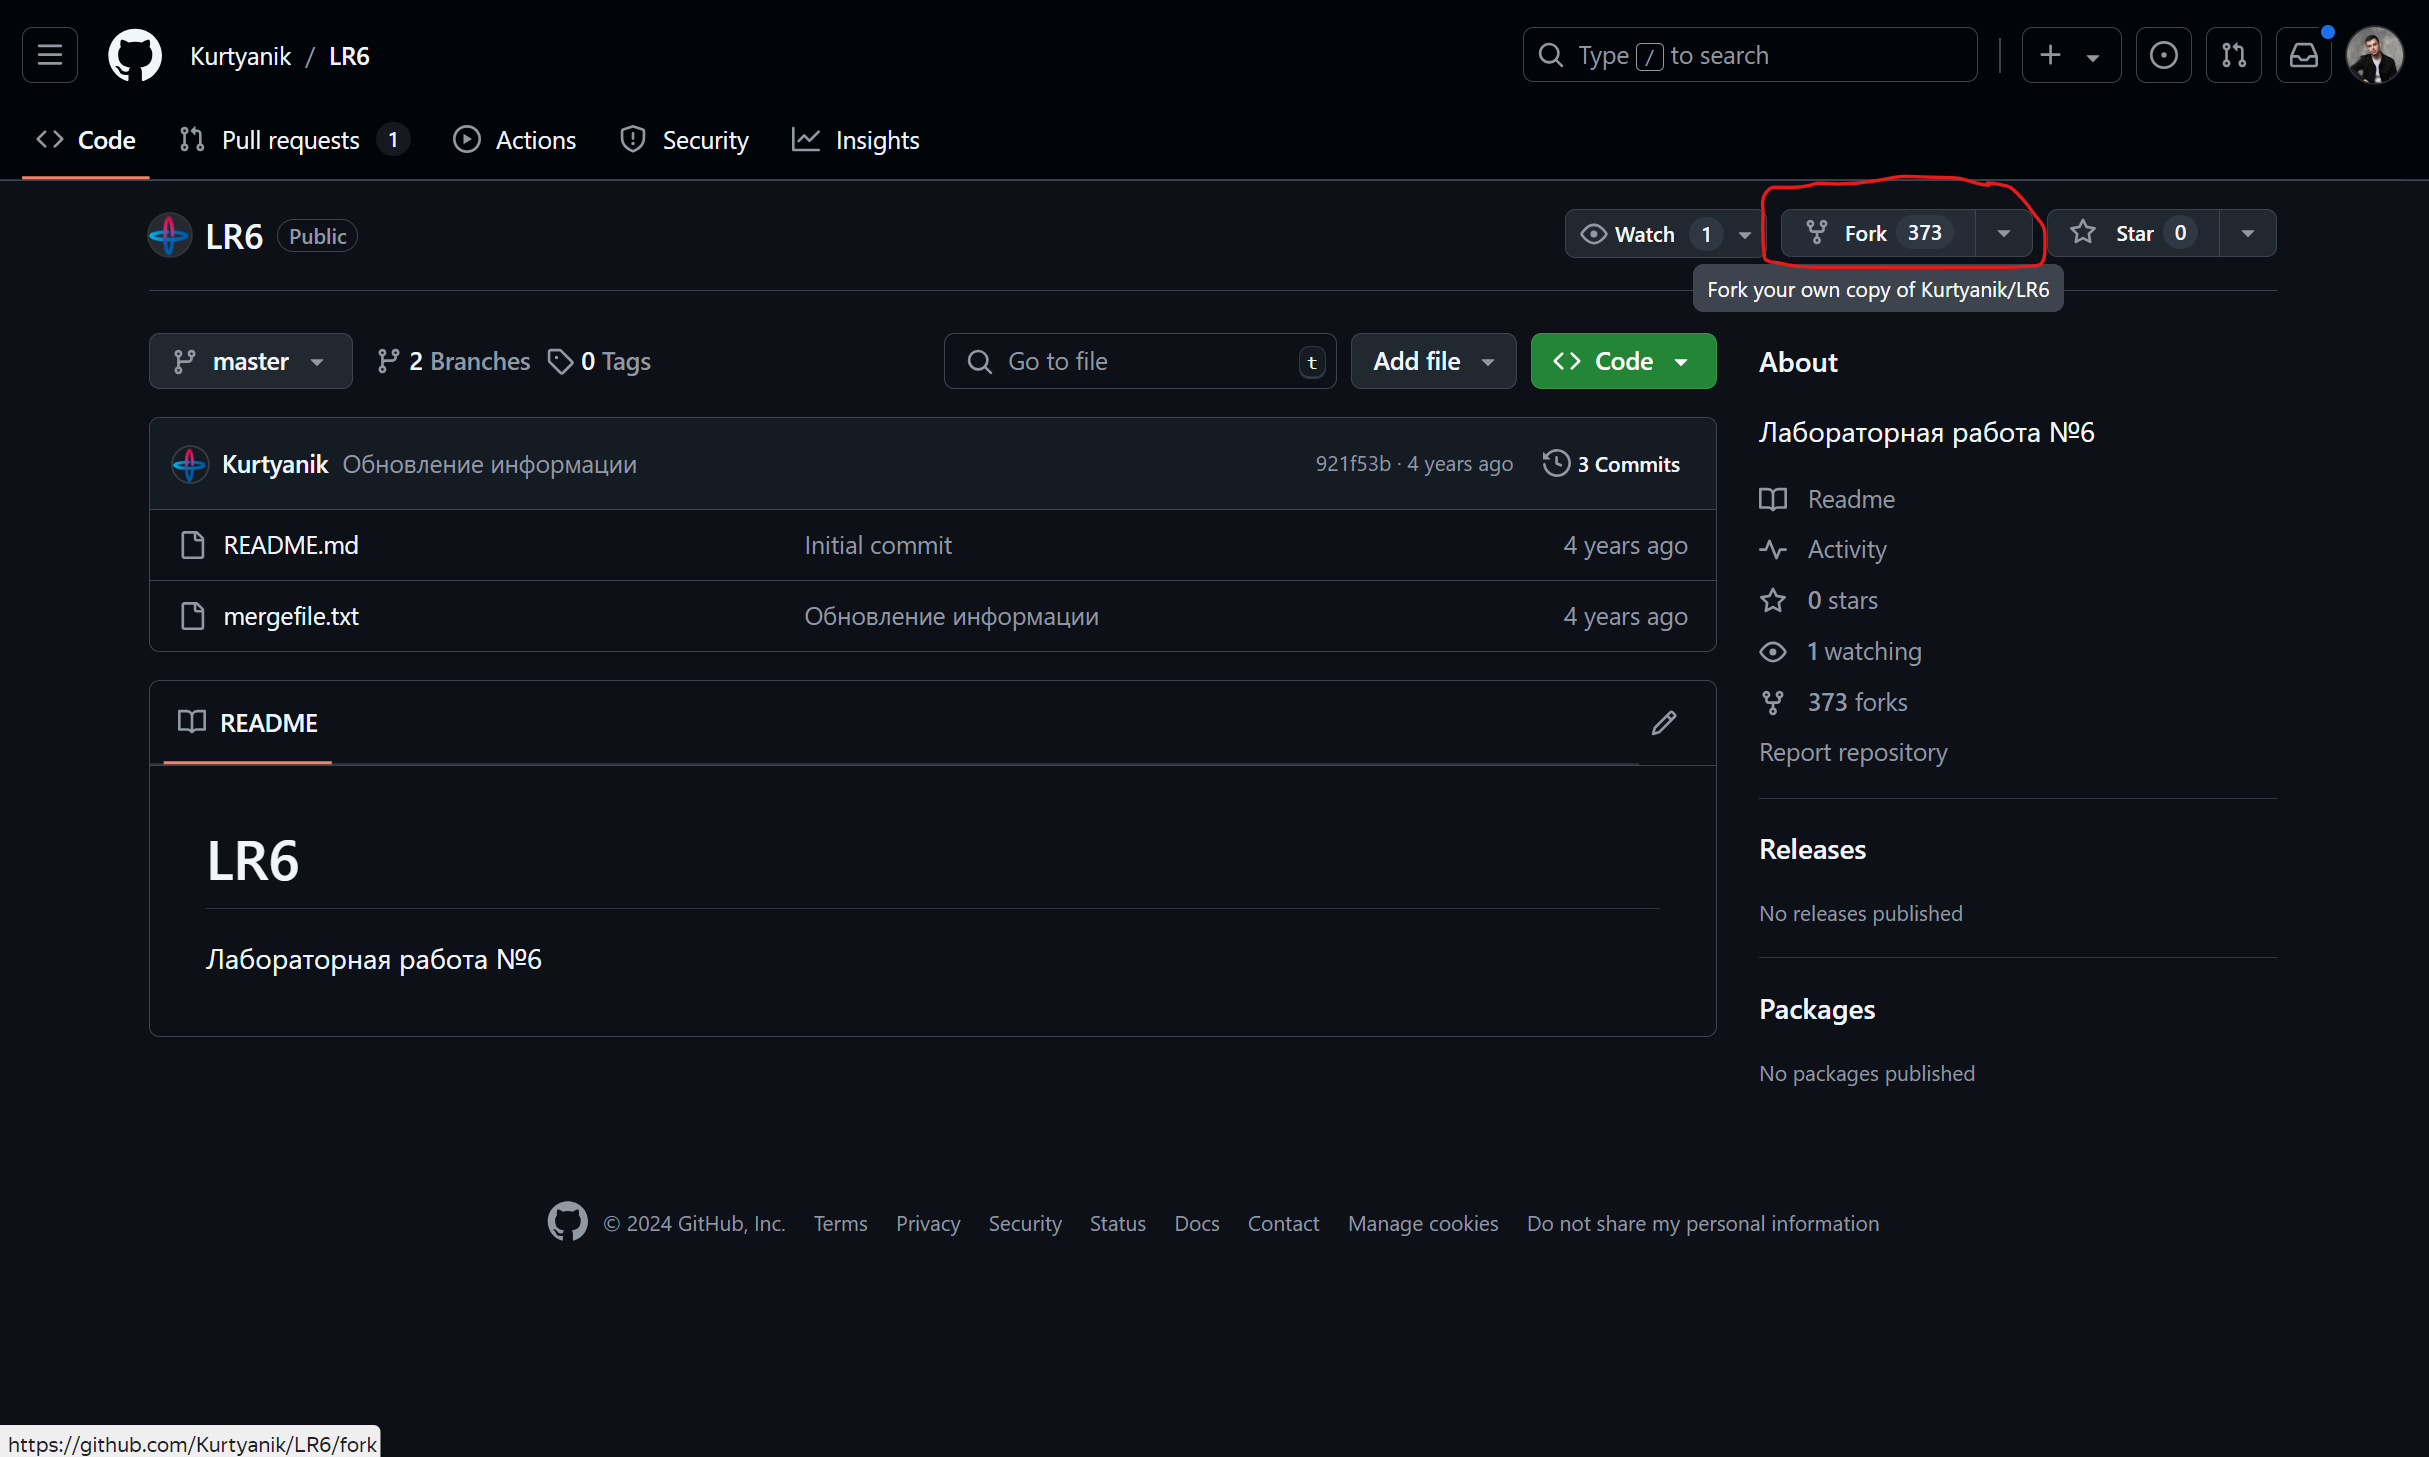 Kurtyanik / LR6
Type / to search
Code
Pull requests 1
Actions
Security
Insights
LR6 Public
Watch 1
Fork 373
Star 0
Fork your own copy of Kurtyanik/LR6
master
2 Branches
0 Tags
Go to file t
Add file
Code
Kurtyanik Обновление информации
921f53b · 4 years ago
3 Commits
README.md Initial commit 4 years ago
mergefile.txt Обновление информации 4 years ago
README
LR6
Лабораторная работа №6
About
Лабораторная работа №6
Readme
Activity
0 stars
1 watching
373 forks
Report repository
Releases
No releases published
Packages
No packages published
© 2024 GitHub, Inc. Terms Privacy Security Status Docs Contact Manage cookies Do not share my personal information
https://github.com/Kurtyanik/LR6/fork